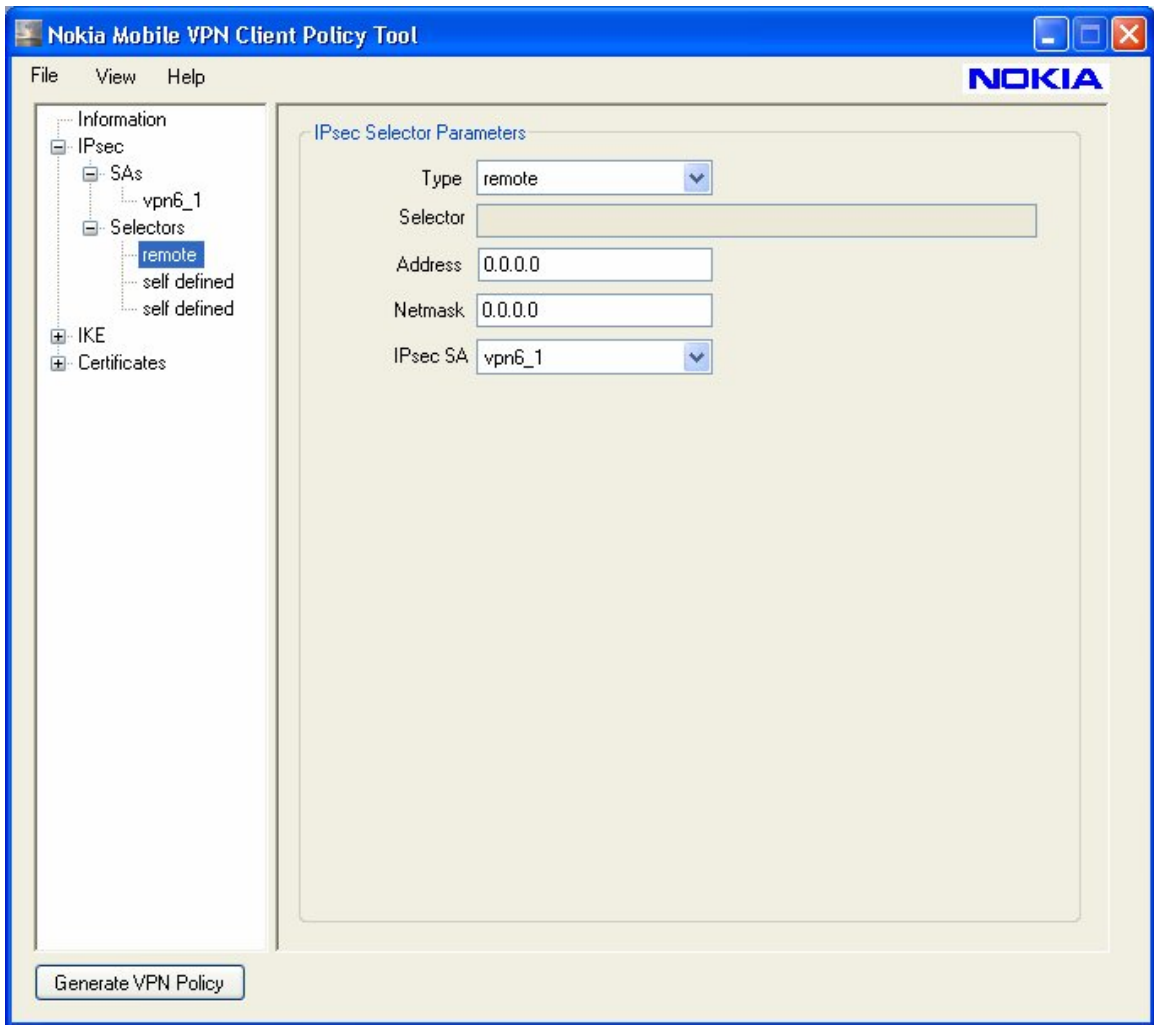 Nokia Mobile VPN Client Policy Tool
File View Help
NOKIA
Information
IPsec
SAs
vpn6_1
Selectors
remote
self defined
self defined
IKE
Certificates
IPsec Selector Parameters
Type remote
Selector
Address 0.0.0.0
Netmask 0.0.0.0
IPsec SA vpn6_1
Generate VPN Policy